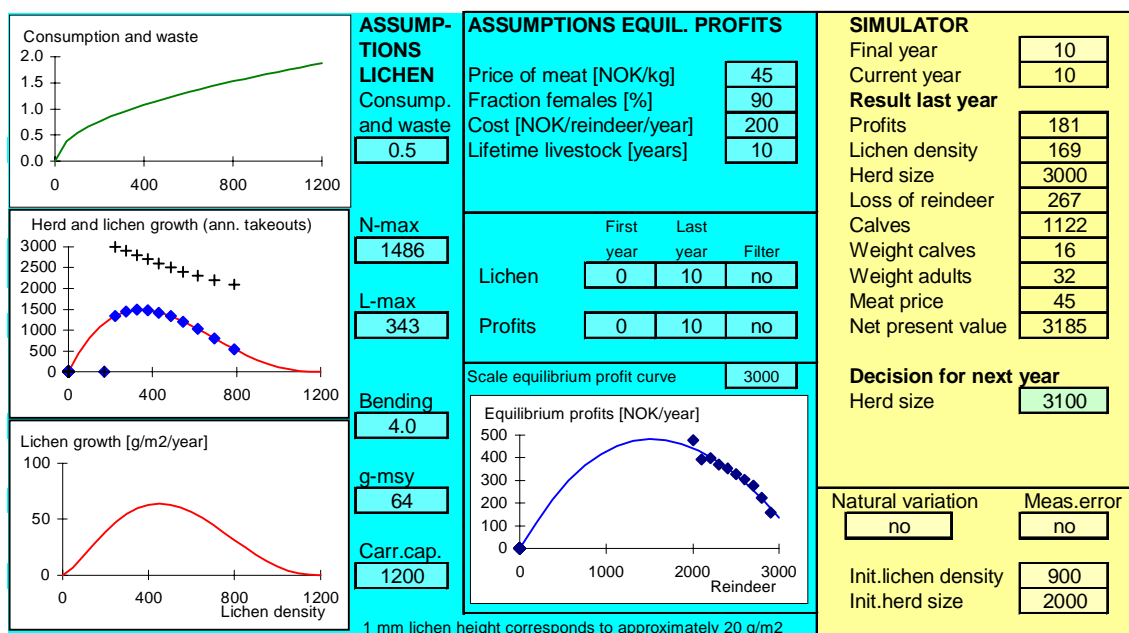 Consumption and waste
2.0
1.5
1.0
0.5
0.0
0 400 800 1200
Herd and lichen growth (ann. takeouts)
3000
2500
2000
1500
1000
500
0
0 400 800 1200
Lichen growth [g/m2/year]
100
50
0
0 400 800 1200
Lichen density
ASSUMP-
TIONS
LICHEN
Consump.
and waste
0.5
N-max
1486
L-max
343
Bending
4.0
g-msy
64
Carr.cap.
1200
ASSUMPTIONS EQUIL. PROFITS
Price of meat [NOK/kg] 45
Fraction females [%] 90
Cost [NOK/reindeer/year] 200
Lifetime livestock [years] 10
First Last
year year Filter
Lichen 0 10 no
Profits 0 10 no
Scale equilibrium profit curve 3000
Equilibrium profits [NOK/year]
500
400
300
200
100
0
0 1000 2000 3000
Reindeer
1 mm lichen height corresponds to approximately 20 g/m2
SIMULATOR
Final year 10
Current year 10
Result last year
Profits 181
Lichen density 169
Herd size 3000
Loss of reindeer 267
Calves 1122
Weight calves 16
Weight adults 32
Meat price 45
Net present value 3185
Decision for next year
Herd size 3100
Natural variation Meas.error
no no
Init.lichen density 900
Init.herd size 2000